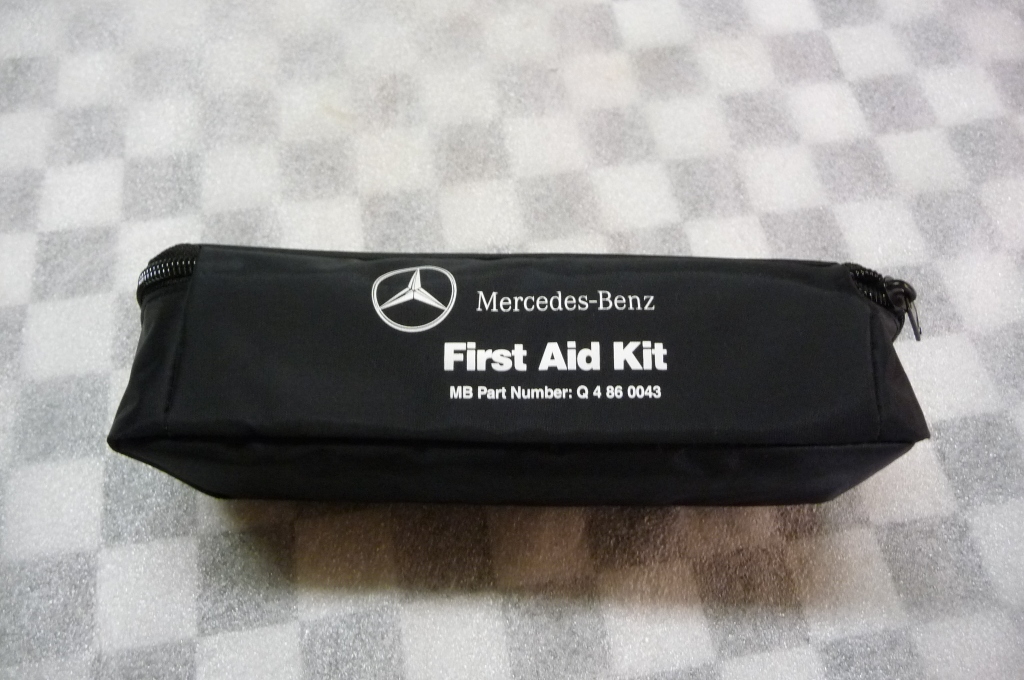 Mercedes-Benz
First Aid Kit
MB Part Number: Q 4 86 0043